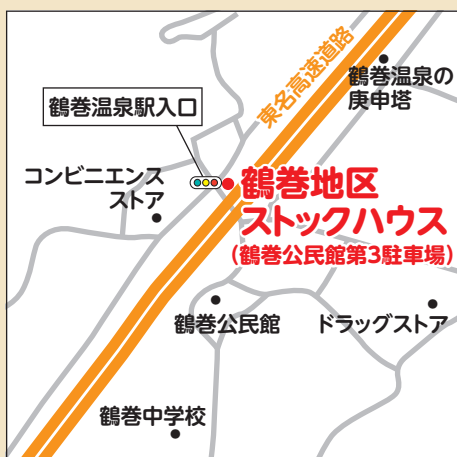 東名高速道路
鶴巻温泉の
庚申塔
鶴巻温泉駅入口
コンビニエンス
ストア
鶴巻地区
ストックハウス
(鶴巻公民館第3駐車場)
鶴巻公民館
ドラッグストア
鶴巻中学校